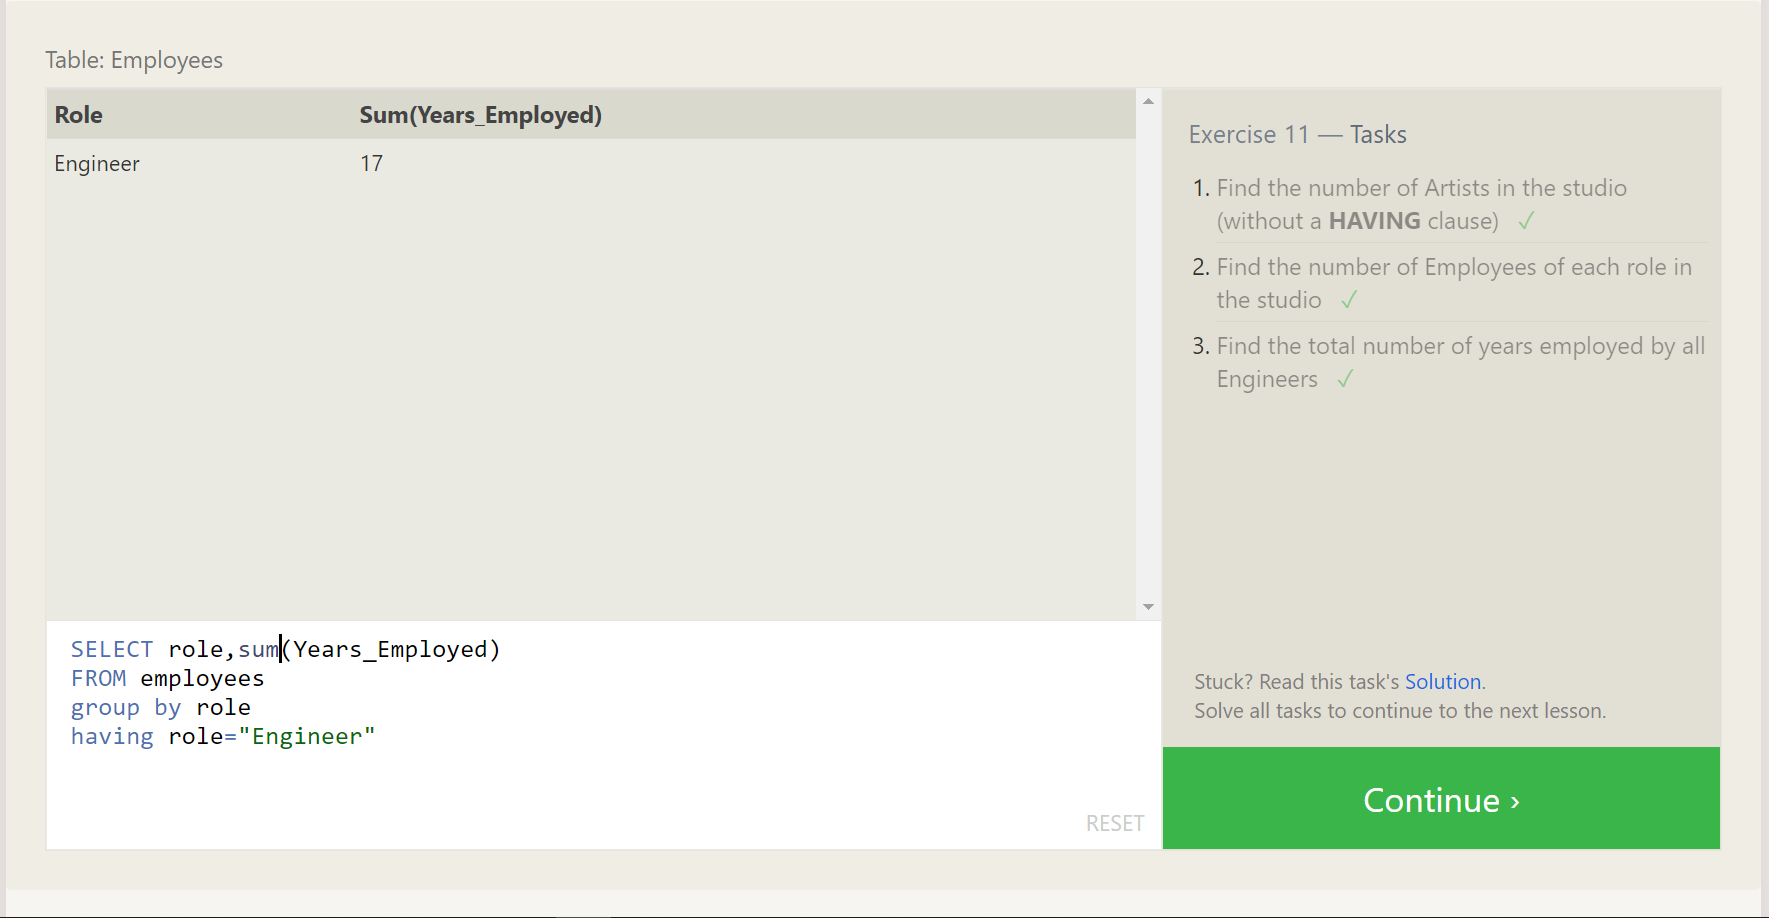 Table: Employees
Role Sum(Years_Employed)
Engineer 17
SELECT role,sum(Years_Employed)
FROM employees
group by role
having role="Engineer"
RESET
Exercise 11 — Tasks
1. Find the number of Artists in the studio
(without a HAVING clause) ✓
2. Find the number of Employees of each role in
the studio ✓
3. Find the total number of years employed by all
Engineers ✓
Stuck? Read this task's Solution.
Solve all tasks to continue to the next lesson.
Continue ›